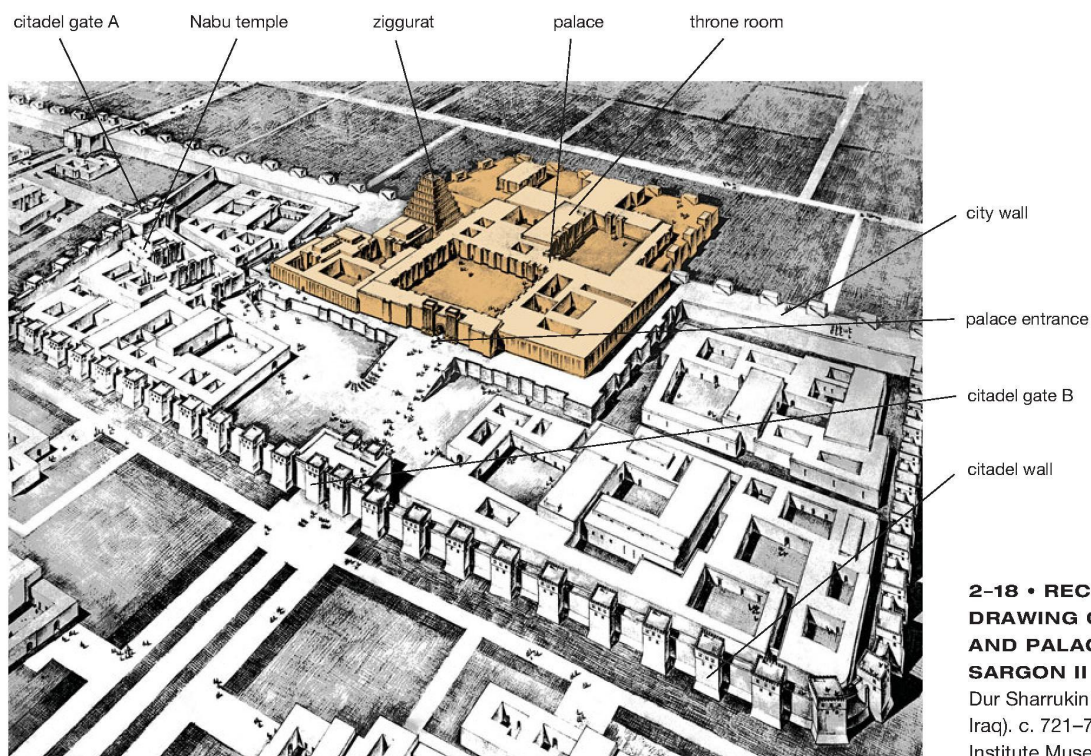 citadel gate A
Nabu temple
ziggurat
palace
throne room
city wall
palace entrance
citadel gate B
citadel wall
2–18 • REC
DRAWING
AND PALAC
SARGON II
Dur Sharrukin
Iraq). c. 721–7
Institute Muse